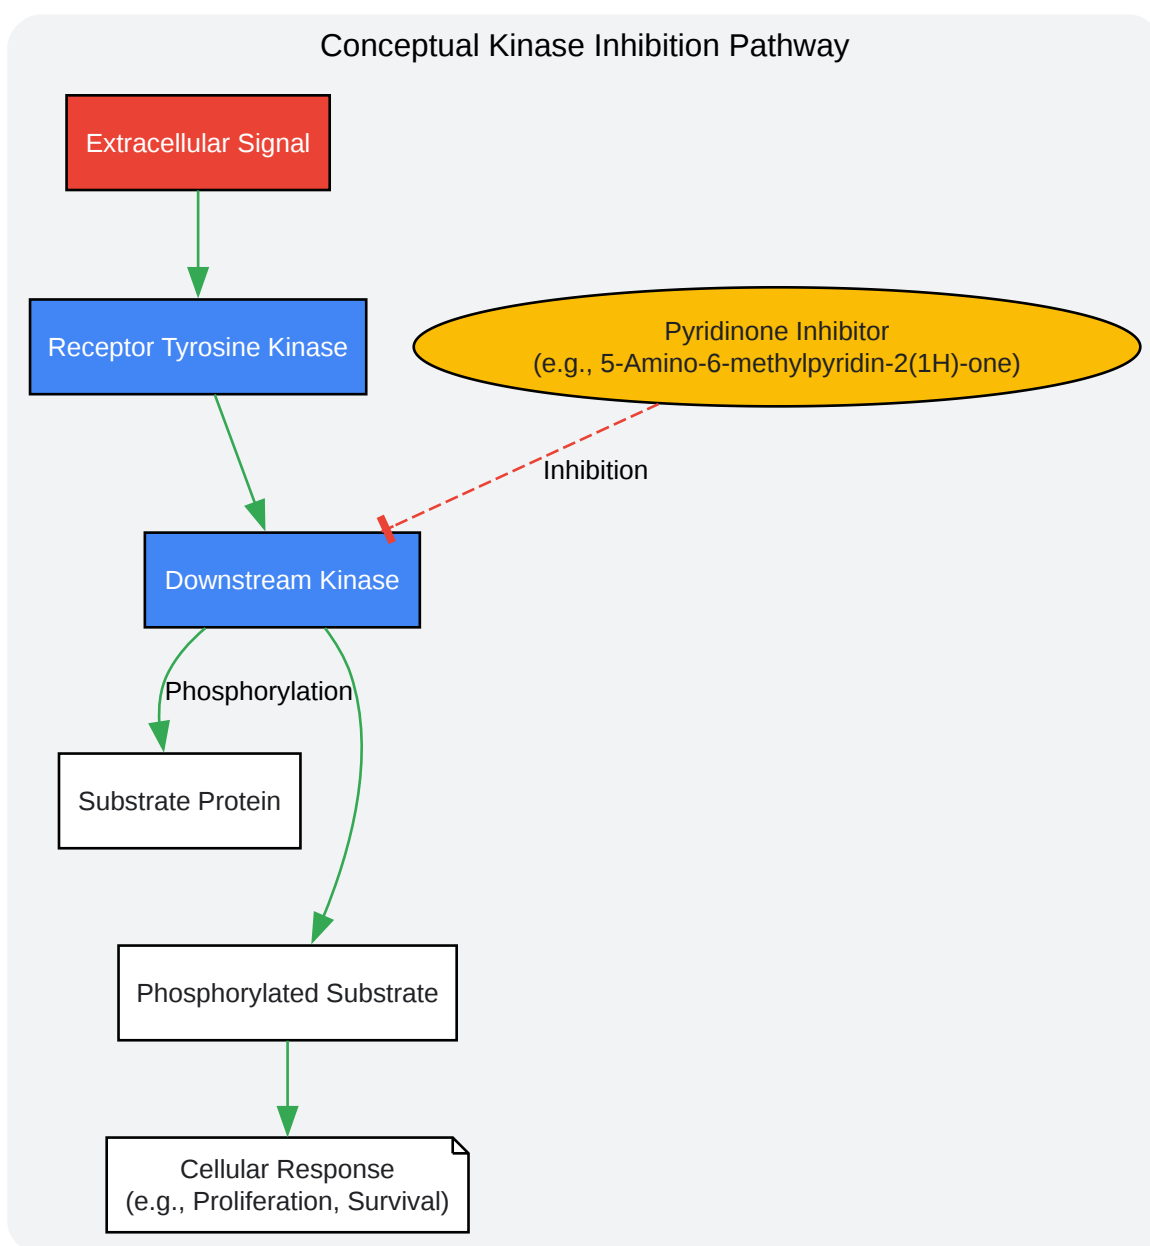 Conceptual Kinase Inhibition Pathway
Extracellular Signal
Receptor Tyrosine Kinase
Pyridinone Inhibitor
(e.g., 5-Amino-6-methylpyridin-2(1H)-one)
Inhibition
Downstream Kinase
Phosphorylation
Substrate Protein
Phosphorylated Substrate
Cellular Response
(e.g., Proliferation, Survival)